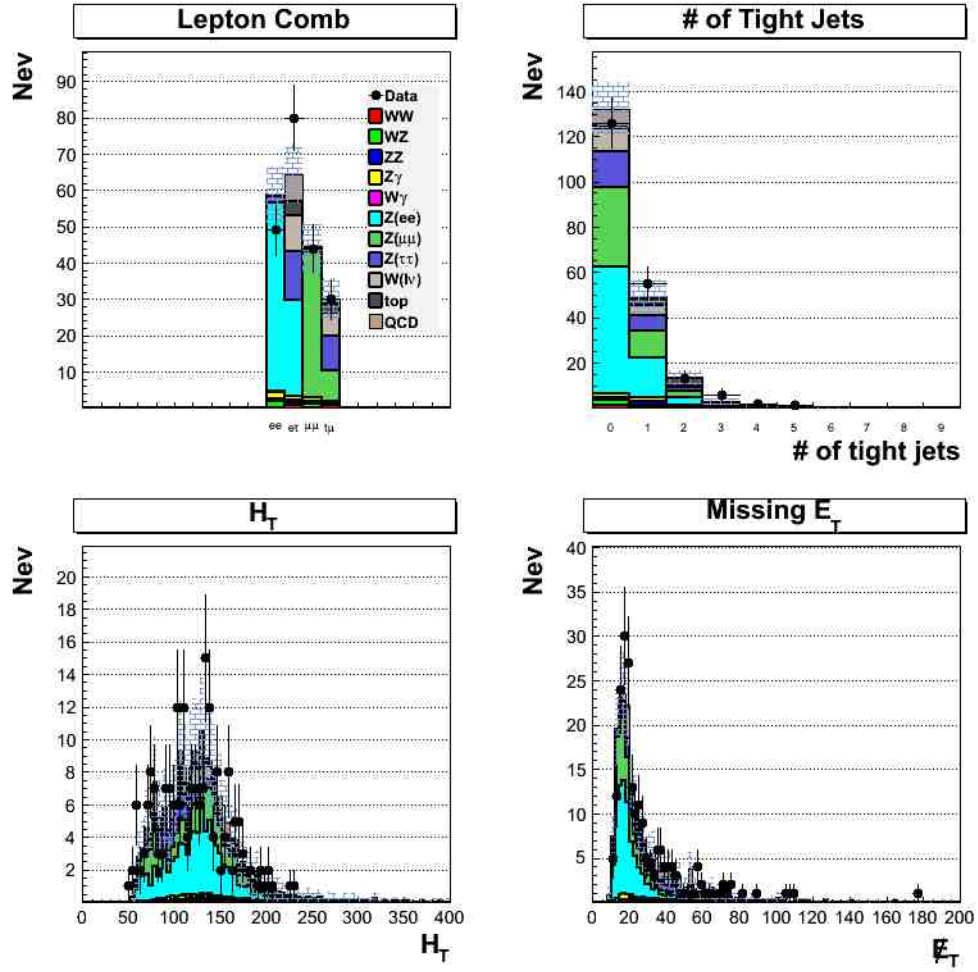 Lepton Comb
Nev
90
80
70
60
50
40
30
20
10
Data
WW
WZ
ZZ
Zγ
Wγ
Z(ee)
Z(μμ)
Z(ττ)
W(lν)
top
QCD
ee et μμ tμ
# of Tight Jets
Nev
140
120
100
80
60
40
20
0 1 2 3 4 5 6 7 8 9
# of tight jets
H_T
Nev
20
18
16
14
12
10
8
6
4
2
0 50 100 150 200 250 300 350 400
H_T
Missing E_T
Nev
40
35
30
25
20
15
10
5
0 20 40 60 80 100 120 140 160 180 200
E̸_T